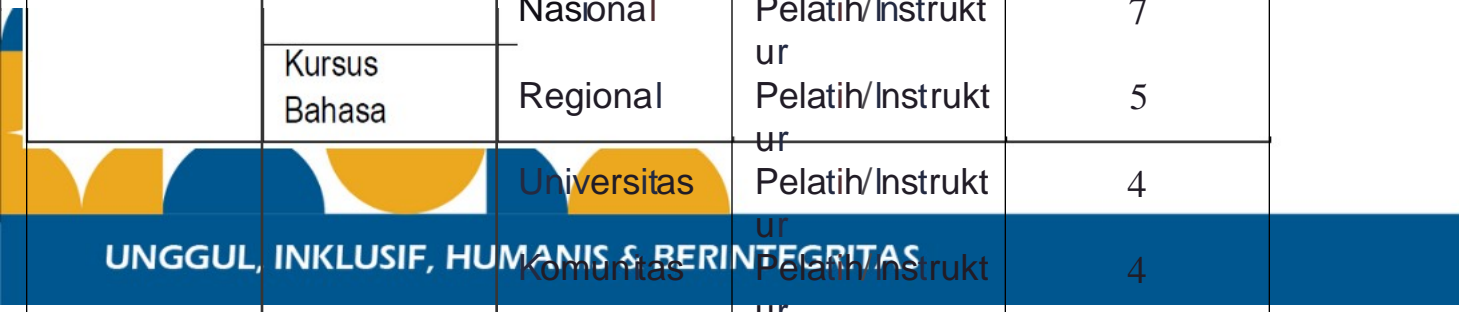 Nasional Pelatih/Instrukt 7
ur
Kursus
Bahasa
Regional Pelatih/Instrukt 5
ur
Universitas Pelatih/Instrukt 4
ur
UNGGUL, INKLUSIF, HUMANIS & BERINTEGRITAS
Komunitas Pelatih/Instrukt 4
ur